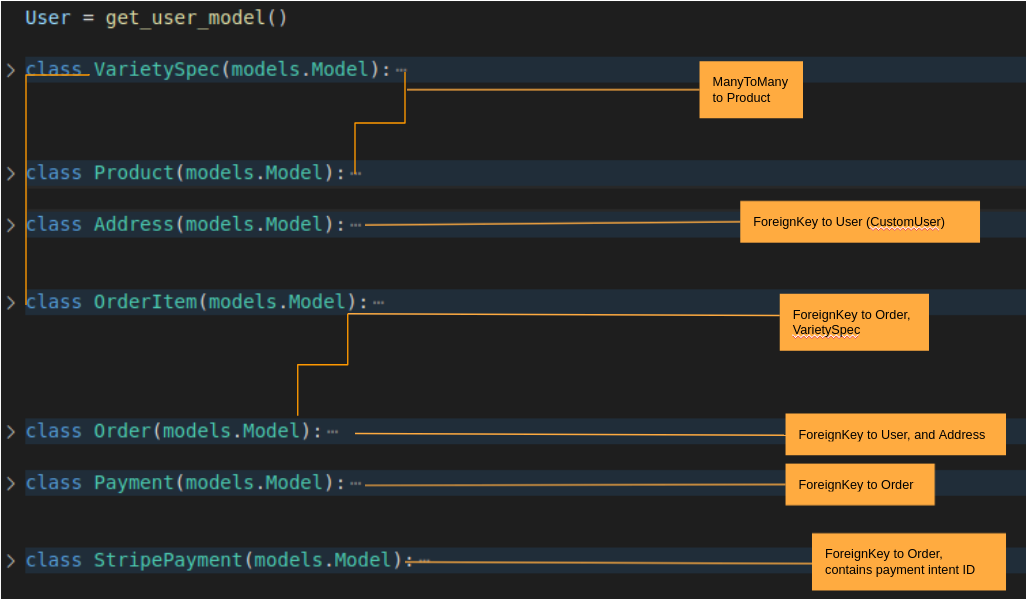 User = get_user_model()
class VarietySpec(models.Model):…
ManyToMany
to Product
class Product(models.Model):…
class Address(models.Model):…
ForeignKey to User (CustomUser)
class OrderItem(models.Model):…
ForeignKey to Order,
VarietySpec
class Order(models.Model):…
ForeignKey to User, and Address
class Payment(models.Model):…
ForeignKey to Order
class StripePayment(models.Model):…
ForeignKey to Order,
contains payment intent ID